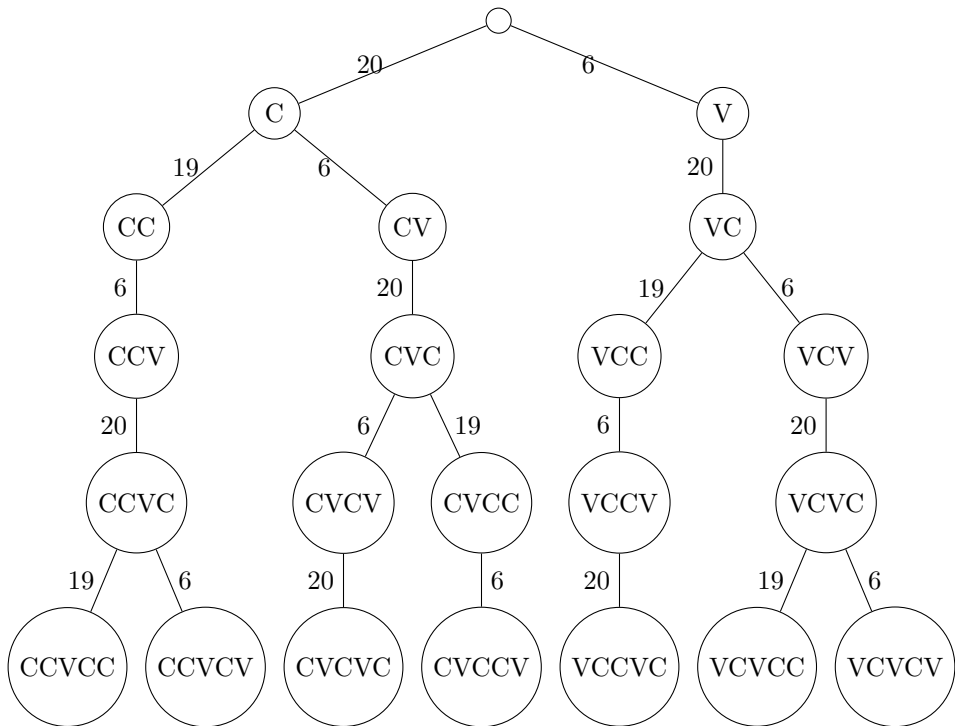 20 6
C V
19 6 20
CC CV VC
6 20 19 6
CCV CVC VCC VCV
20 6 19 6 20
CCVC CVCV CVCC VCCV VCVC
19 6 20 6 20 19 6
CCVCC CCVCV CVCVC CVCCV VCCVC VCVCC VCVCV